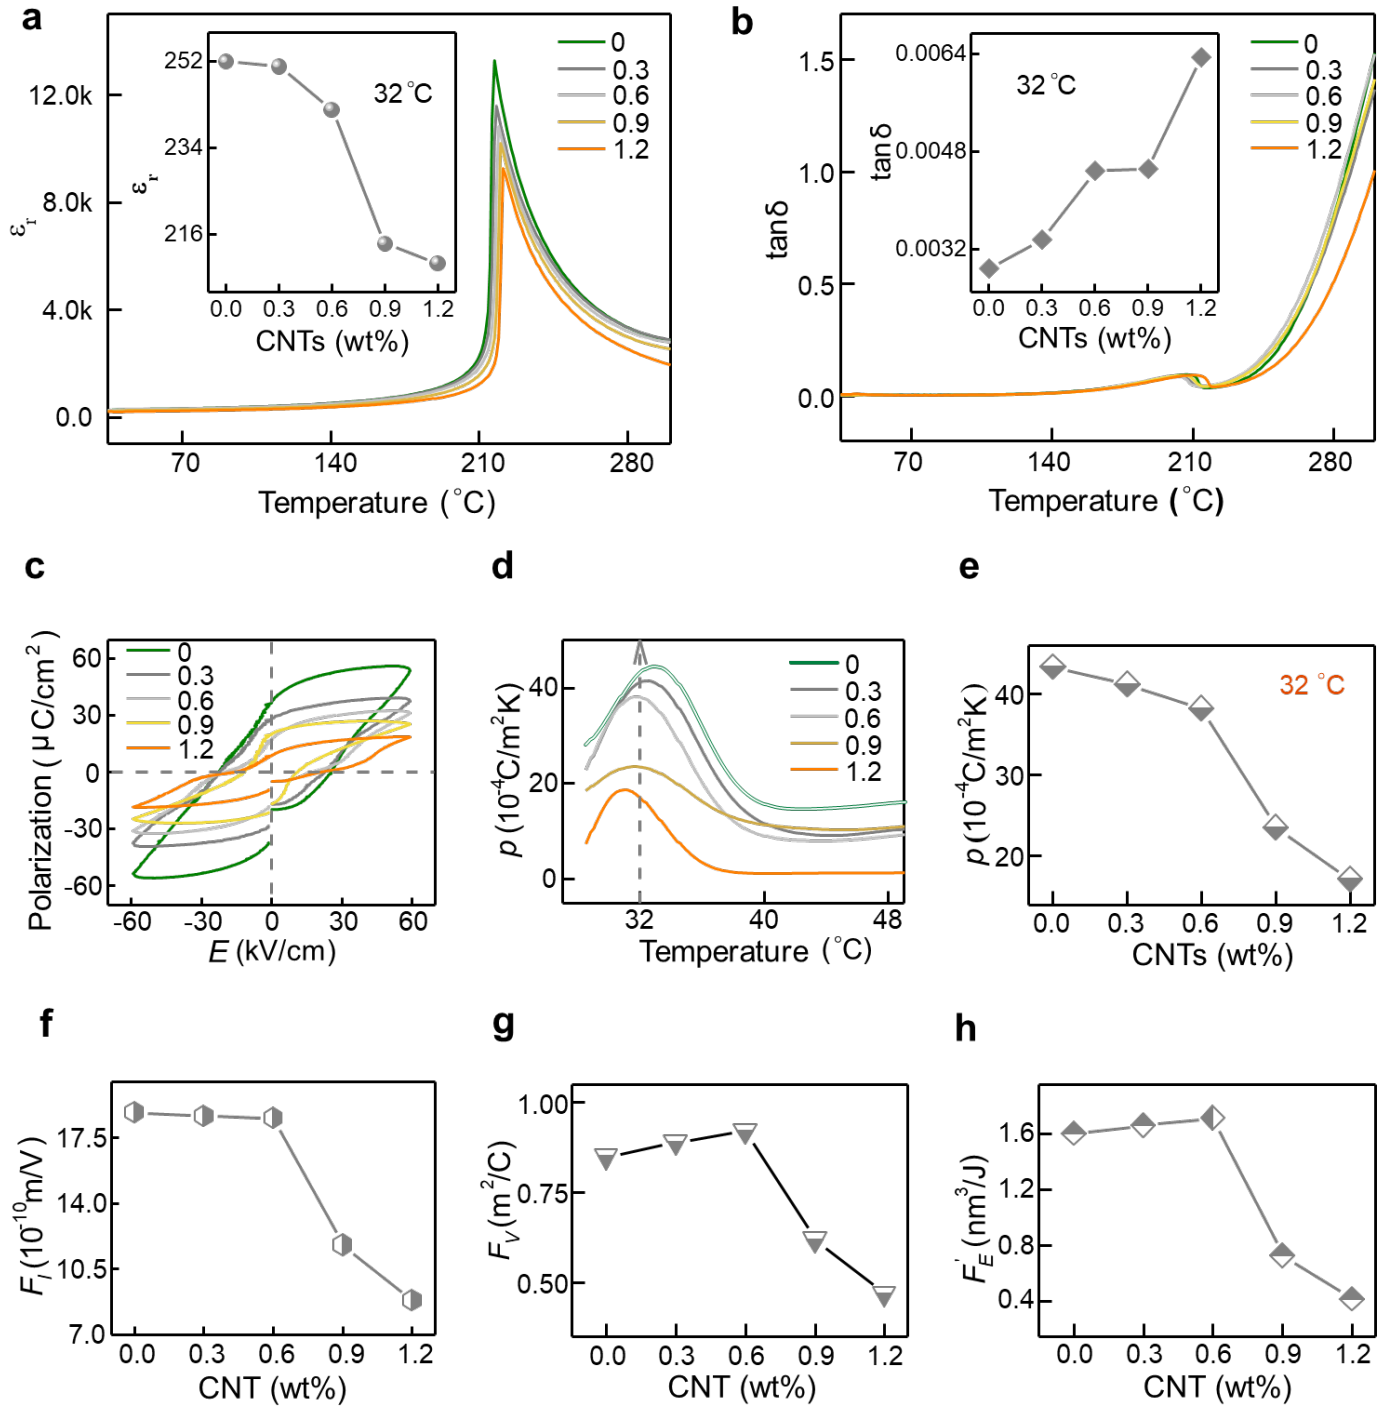 a
12.0k
8.0k
4.0k
0.0
εr
70 140 210 280
Temperature (°C)
0
0.3
0.6
0.9
1.2
252
234
216
εr
32°C
0.0 0.3 0.6 0.9 1.2
CNTs (wt%)
b
1.5
1.0
0.5
0.0
tanδ
70 140 210 280
Temperature (°C)
0
0.3
0.6
0.9
1.2
0.0064
0.0048
0.0032
tanδ
32°C
0.0 0.3 0.6 0.9 1.2
CNTs (wt%)
c
60
30
0
-30
-60
Polarization (μC/cm²)
0
0.3
0.6
0.9
1.2
-60 -30 0 30 60
E (kV/cm)
d
40
20
0
p (10⁻⁴C/m²K)
0
0.3
0.6
0.9
1.2
32 40 48
Temperature (°C)
e
40
30
20
p (10⁻⁴C/m²K)
32 °C
0.0 0.3 0.6 0.9 1.2
CNTs (wt%)
f
17.5
14.0
10.5
7.0
F_I (10⁻¹⁰m/V)
0.0 0.3 0.6 0.9 1.2
CNT (wt%)
g
1.00
0.75
0.50
F_V (m²/C)
0.0 0.3 0.6 0.9 1.2
CNT (wt%)
h
1.6
1.2
0.8
0.4
F_E' (nm³/J)
0.0 0.3 0.6 0.9 1.2
CNT (wt%)